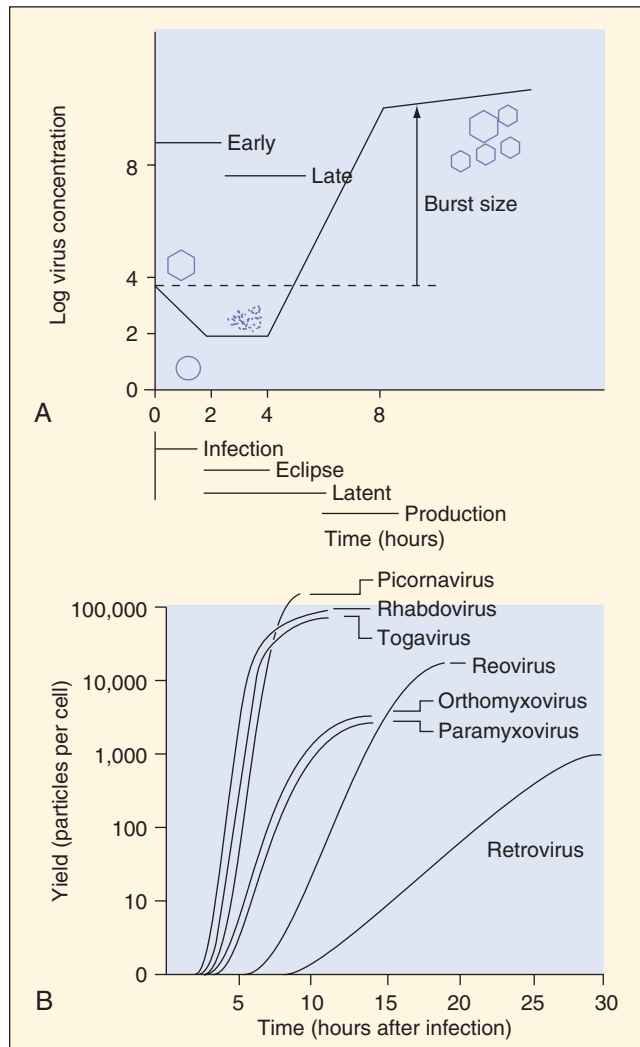 Log virus concentration
8
4
2
0
Early
Late
Burst size
A
0 2 4 8
Infection
Eclipse
Latent
Production
Time (hours)
Yield (particles per cell)
100,000
10,000
1,000
100
10
0
Picornavirus
Rhabdovirus
Togavirus
Reovirus
Orthomyxovirus
Paramyxovirus
Retrovirus
B
5 10 15 20 25 30
Time (hours after infection)